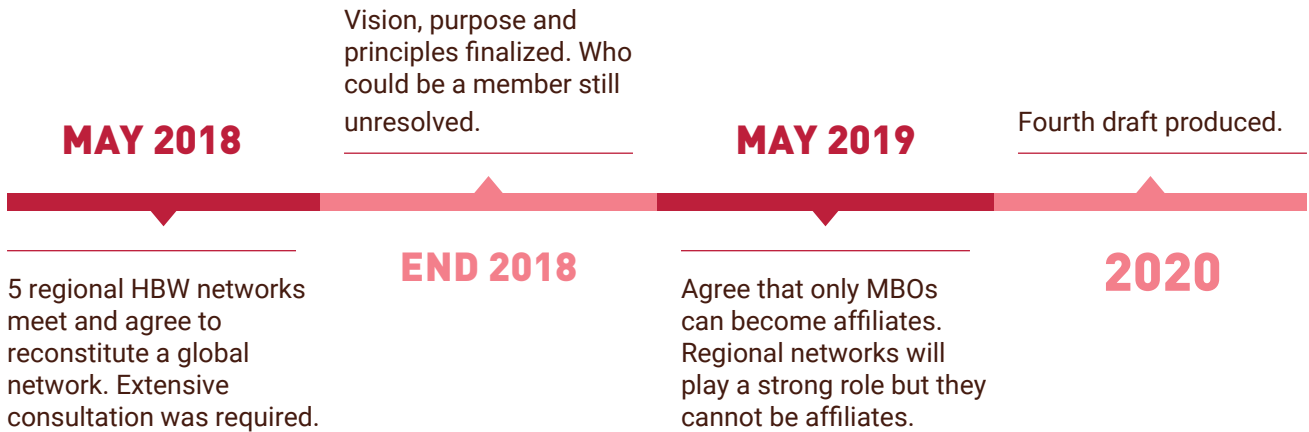 MAY 2018
5 regional HBW networks
meet and agree to
reconstitute a global
network. Extensive
consultation was required.
Vision, purpose and
principles finalized. Who
could be a member still
unresolved.
END 2018
MAY 2019
Agree that only MBOs
can become affiliates.
Regional networks will
play a strong role but they
cannot be affiliates.
Fourth draft produced.
2020